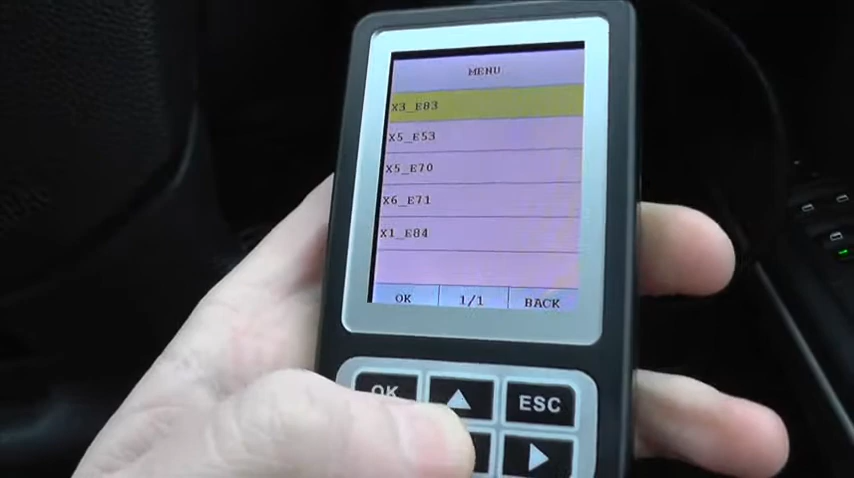 MENU
X3_E83
X5_E53
X5_E70
X6_E71
X1_E84
OK 1/1 BACK
OK ESC